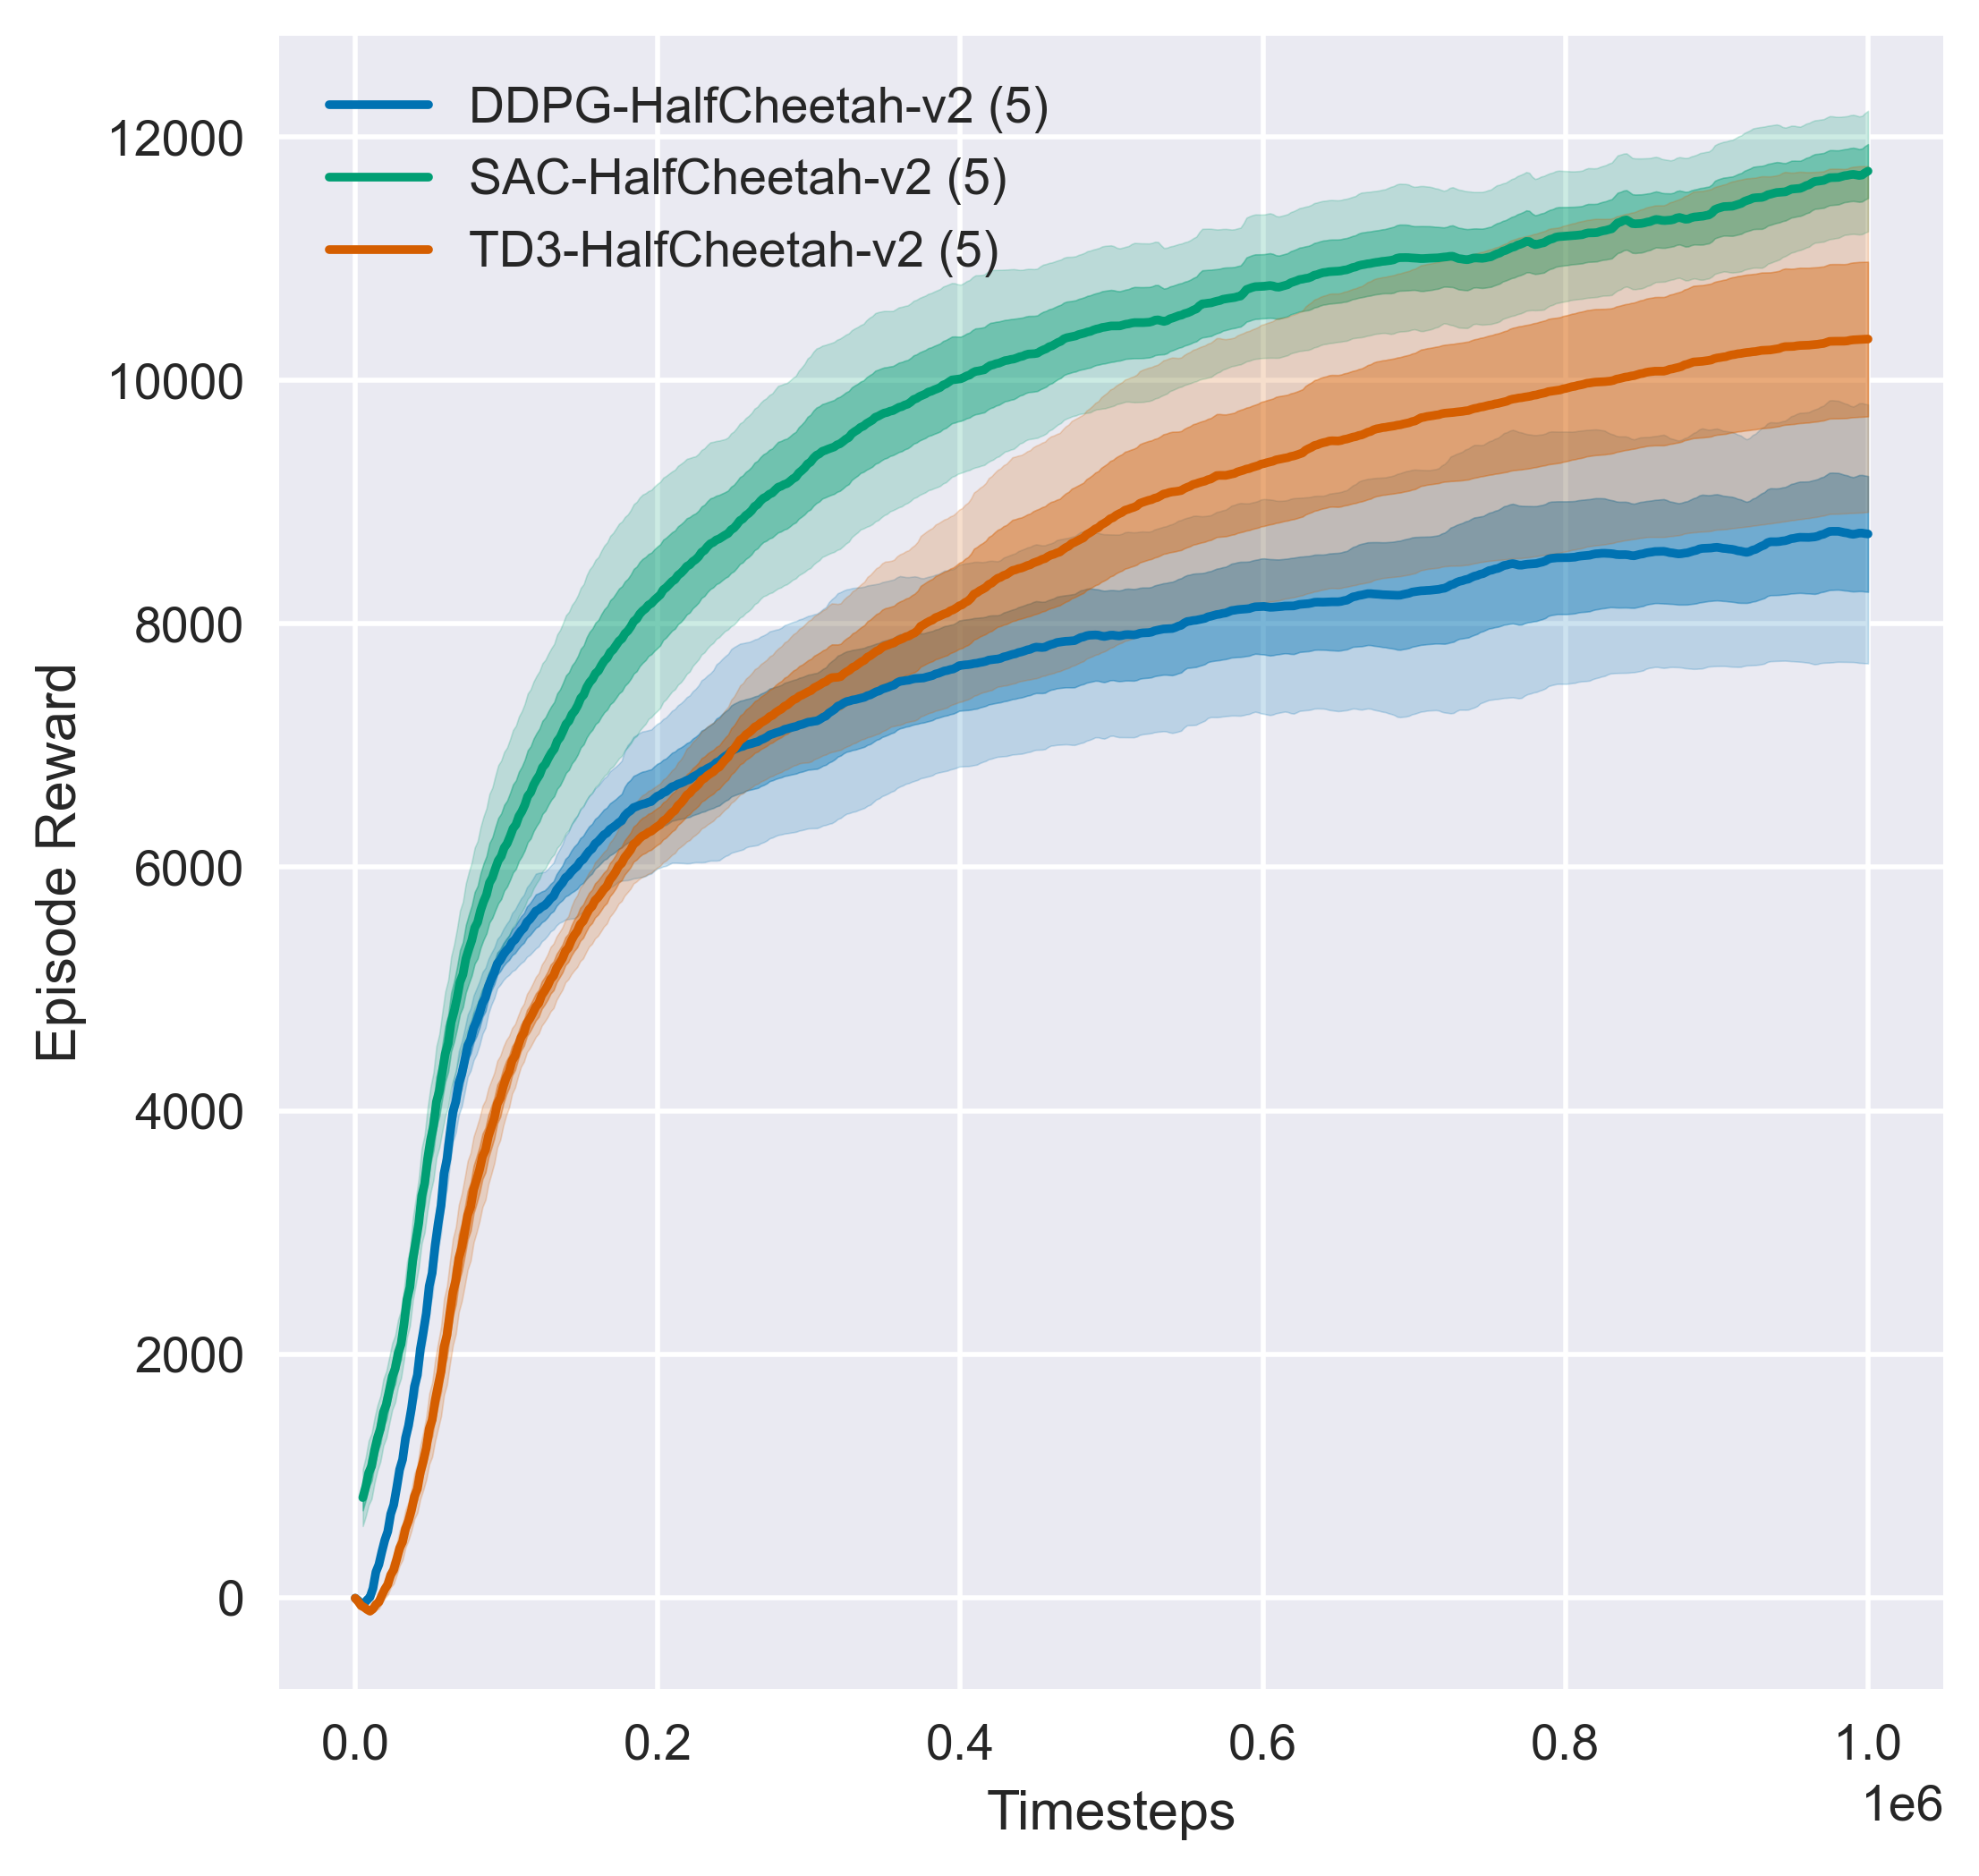 DDPG-HalfCheetah-v2 (5)
SAC-HalfCheetah-v2 (5)
TD3-HalfCheetah-v2 (5)
12000
10000
8000
6000
4000
2000
0
Episode Reward
0.0 0.2 0.4 0.6 0.8 1.0
1e6
Timesteps